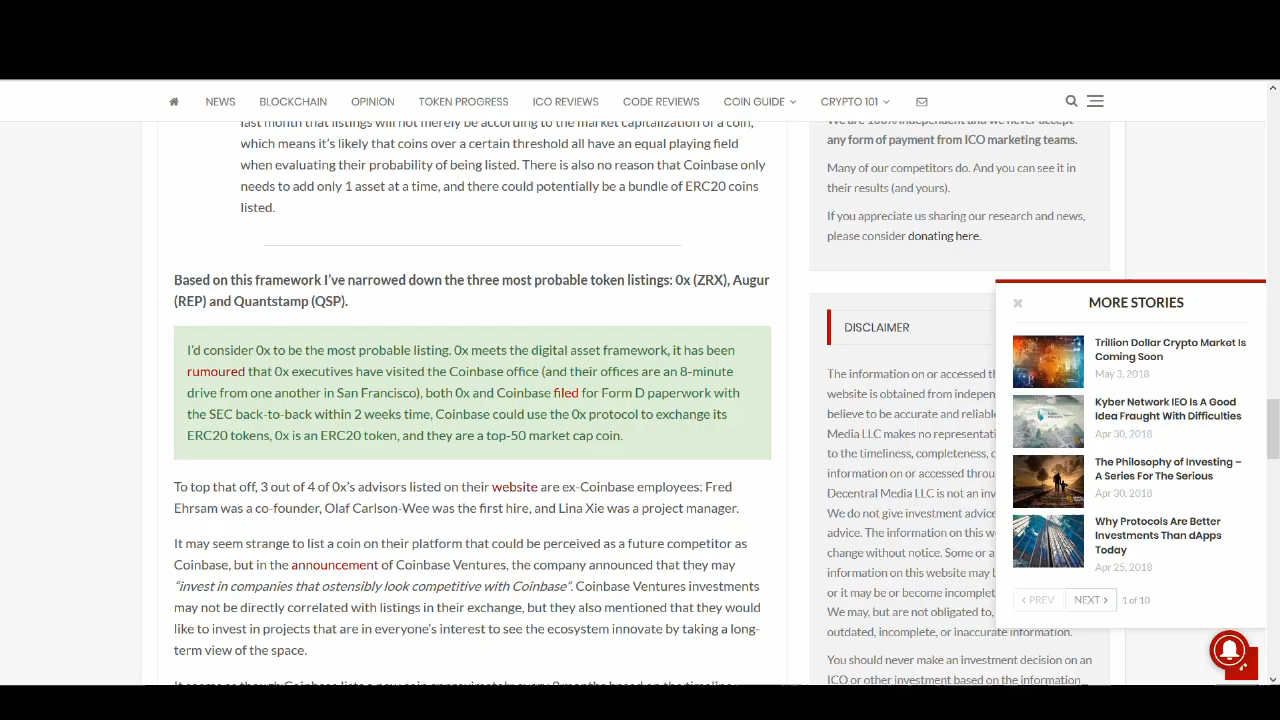 NEWS BLOCKCHAIN OPINION TOKEN PROGRESS ICO REVIEWS CODE REVIEWS COIN GUIDE CRYPTO 101
last month that listings will not merely be according to the market capitalization of a coin,
which means it's likely that coins over a certain threshold all have an equal playing field
when evaluating their probability of being listed. There is also no reason that Coinbase only
needs to add only 1 asset at a time, and there could potentially be a bundle of ERC20 coins
listed.
Based on this framework I've narrowed down the three most probable token listings: 0x (ZRX), Augur
(REP) and Quantstamp (QSP).
I'd consider 0x to be the most probable listing. 0x meets the digital asset framework, it has been
rumoured that 0x executives have visited the Coinbase office (and their offices are an 8-minute
drive from one another in San Francisco), both 0x and Coinbase filed for Form D paperwork with
the SEC back-to-back within 2 weeks time, Coinbase could use the 0x protocol to exchange its
ERC20 tokens, 0x is an ERC20 token, and they are a top-50 market cap coin.
To top that off, 3 out of 4 of 0x's advisors listed on their website are ex-Coinbase employees: Fred
Ehrsam was a co-founder, Olaf Carlson-Wee was the first hire, and Lina Xie was a project manager.
It may seem strange to list a coin on their platform that could be perceived as a future competitor as
Coinbase, but in the announcement of Coinbase Ventures, the company announced that they may
"invest in companies that ostensibly look competitive with Coinbase". Coinbase Ventures investments
may not be directly correlated with listings in their exchange, but they also mentioned that they would
like to invest in projects that are in everyone's interest to see the ecosystem innovate by taking a long-
term view of the space.
We are 100% independent and we never accept
any form of payment from ICO marketing teams.
Many of our competitors do. And you can see it in
their results (and yours).
If you appreciate us sharing our research and news,
please consider donating here.
DISCLAIMER
The information on or accessed th
website is obtained from indepen
believe to be accurate and reliabl
Media LLC makes no representati
to the timeliness, completeness, c
information on or accessed throu
Decentral Media LLC is not an inv
We do not give investment advice
advice. The information on this w
change without notice. Some or a
information on this website may b
or it may be or become incomplet
We may, but are not obligated to,
outdated, incomplete, or inaccurate information.
You should never make an investment decision on an
ICO or other investment based on the information
MORE STORIES
Trillion Dollar Crypto Market Is
Coming Soon
May 3, 2018
Kyber Network IEO Is A Good
Idea Fraught With Difficulties
Apr 30, 2018
The Philosophy of Investing –
A Series For The Serious
Apr 30, 2018
Why Protocols Are Better
Investments Than dApps
Today
Apr 25, 2018
< PREV NEXT > 1 of 10